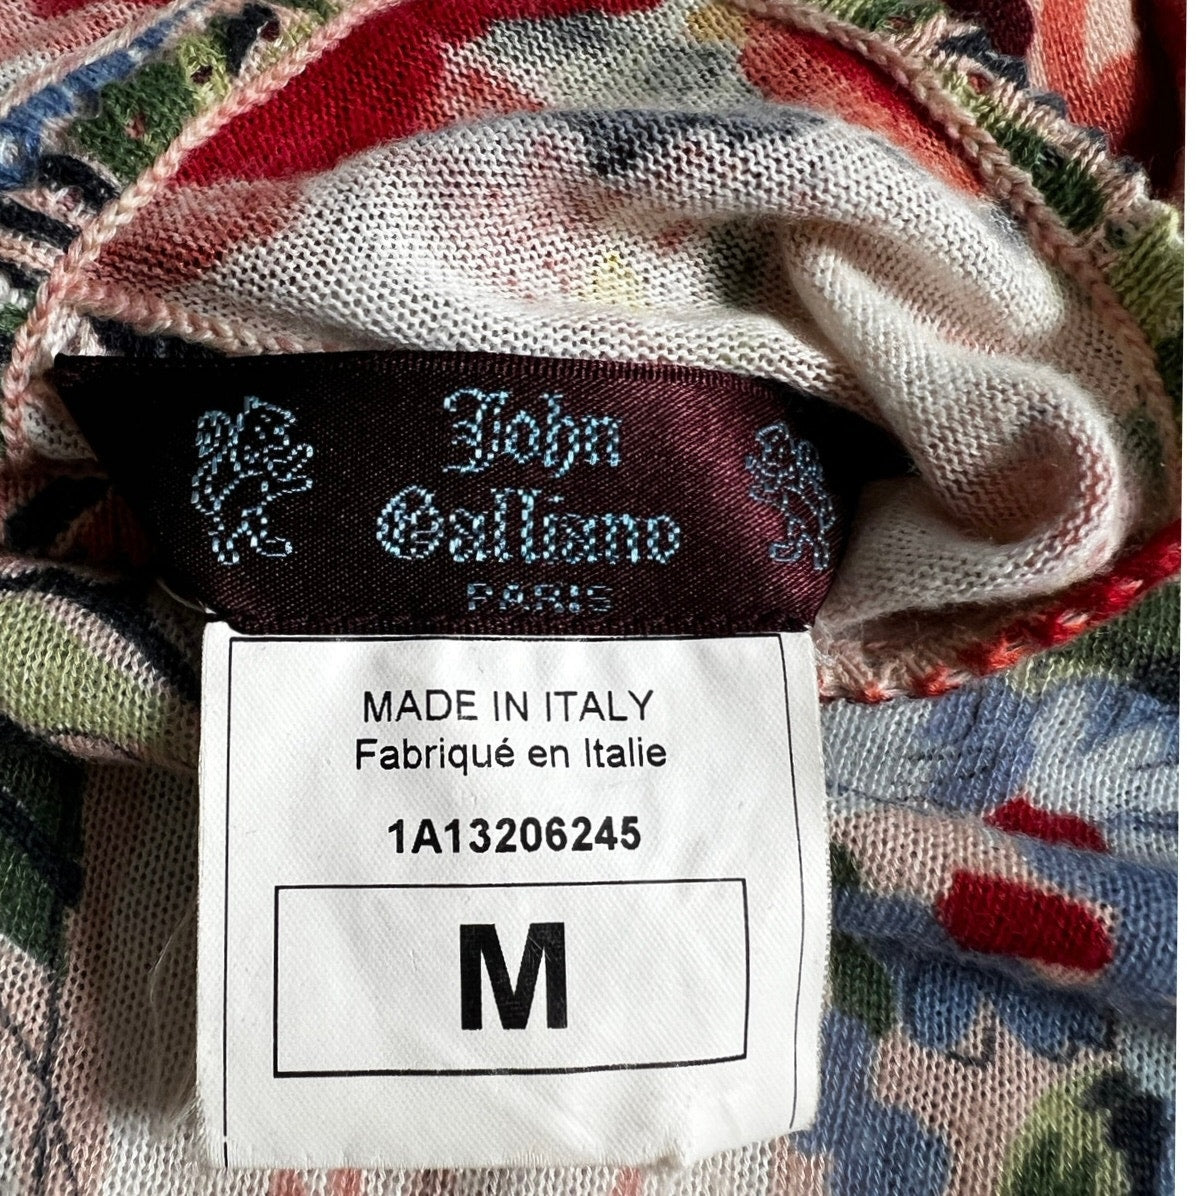 John
Galliano
PARIS
MADE IN ITALY
Fabriqué en Italie
1A13206245
M